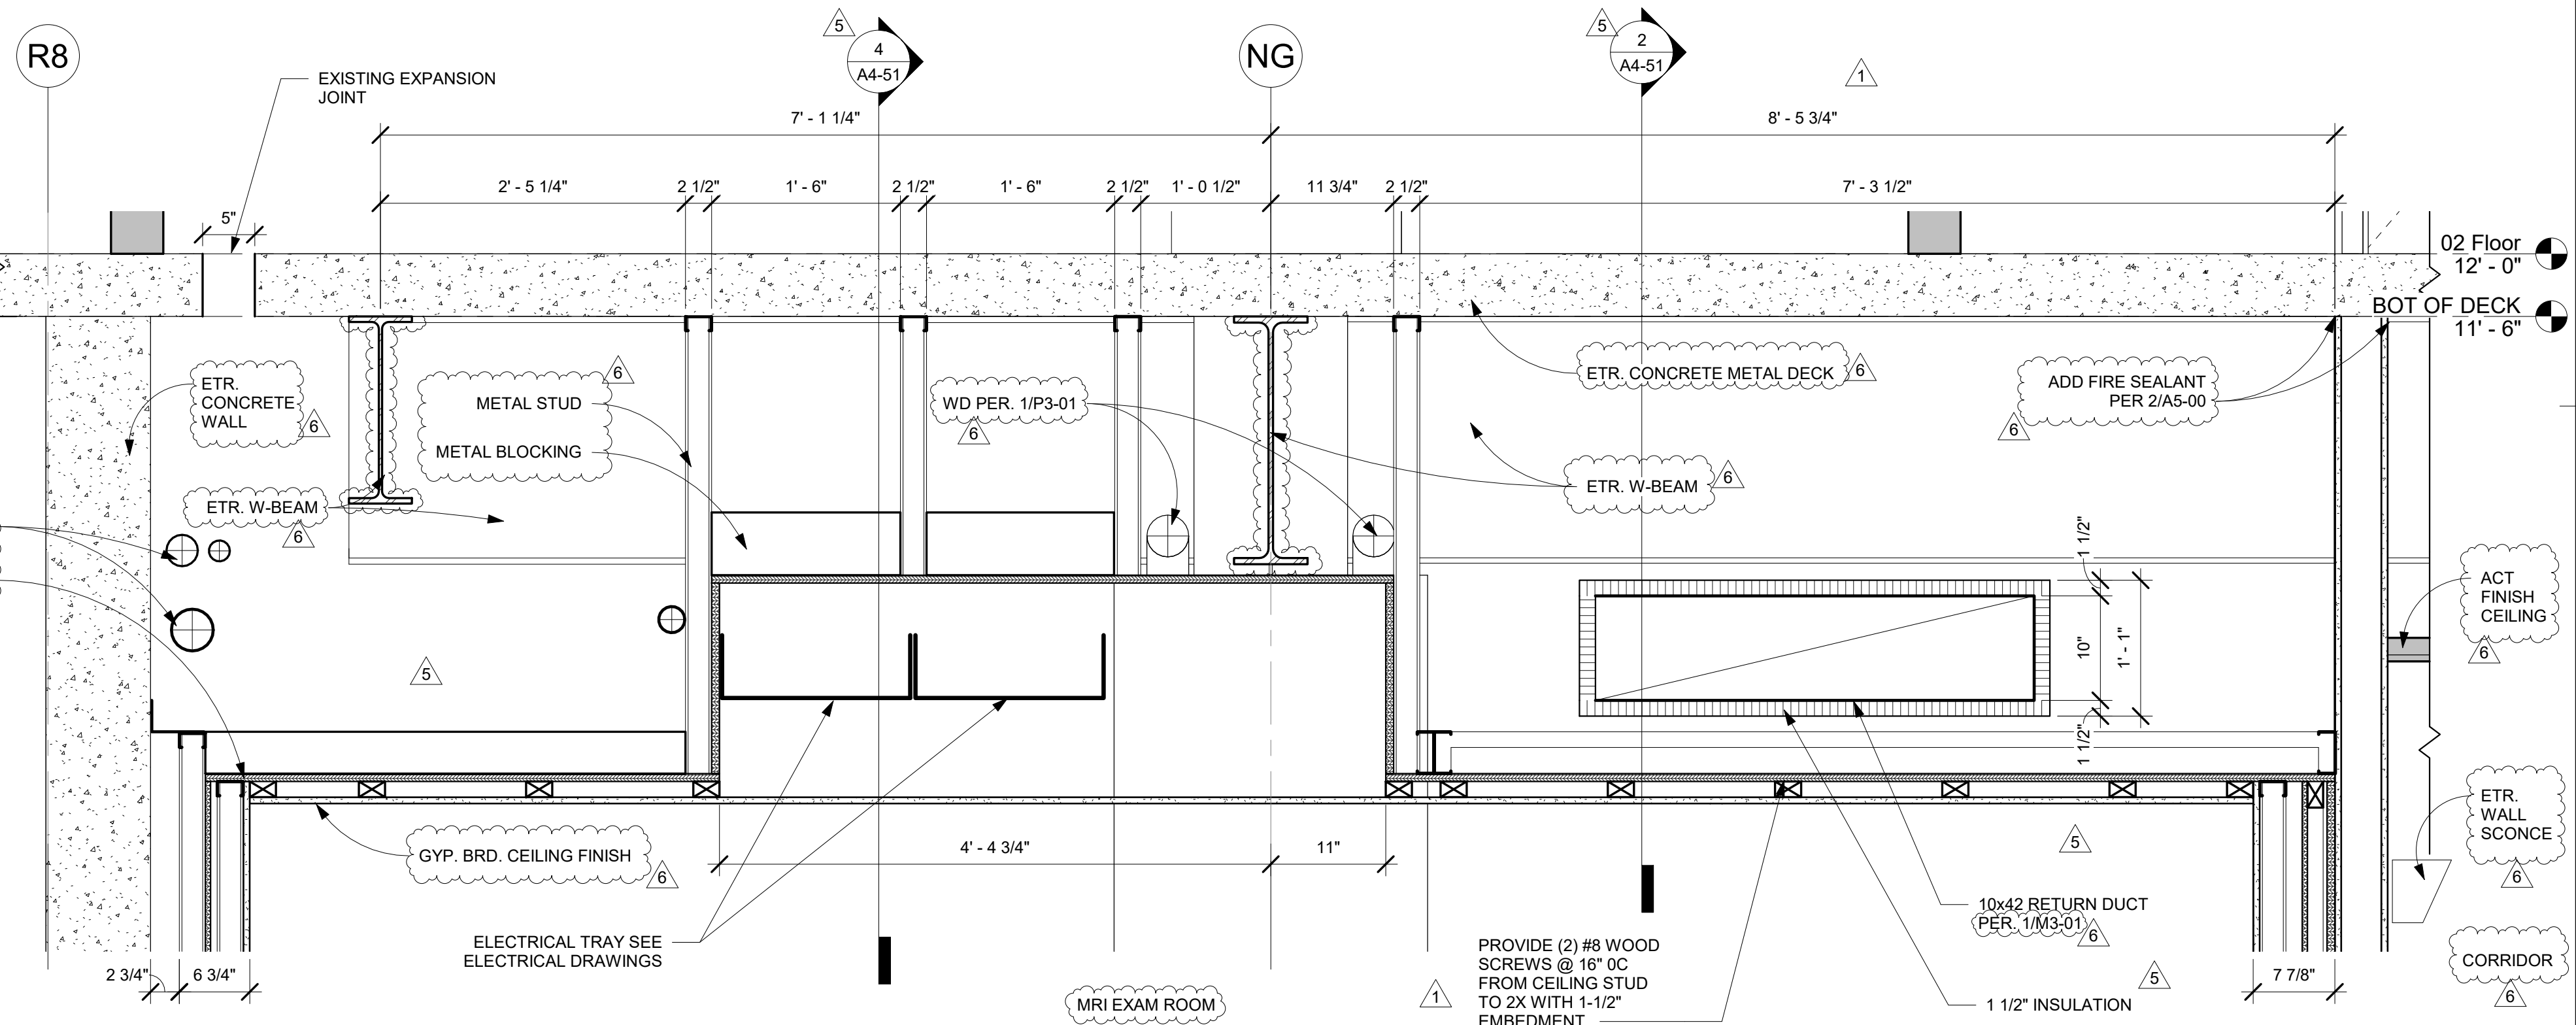 R8
5
4
A4-51
NG
5
2
A4-51
1
EXISTING EXPANSION
JOINT
7' - 1 1/4"
8' - 5 3/4"
2' - 5 1/4"
2 1/2"
1' - 6"
2 1/2"
1' - 6"
2 1/2"
1' - 0 1/2"
11 3/4"
2 1/2"
7' - 3 1/2"
5"
02 Floor
12' - 0"
BOT OF DECK
11' - 6"
ETR.
CONCRETE
WALL
6
METAL STUD
6
METAL BLOCKING
WD PER. 1/P3-01
6
ETR. CONCRETE METAL DECK
6
ADD FIRE SEALANT
PER 2/A5-00
6
ETR. W-BEAM
6
ETR. W-BEAM
6
1 1/2"
10"
1' - 1"
1 1/2"
ACT
FINISH
CEILING
6
5
ETR.
WALL
SCONCE
6
GYP. BRD. CEILING FINISH
6
4' - 4 3/4"
11"
5
10x42 RETURN DUCT
PER. 1/M3-01
6
ELECTRICAL TRAY SEE
ELECTRICAL DRAWINGS
PROVIDE (2) #8 WOOD
SCREWS @ 16" 0C
FROM CEILING STUD
TO 2X WITH 1-1/2"
EMBEDMENT
1
CORRIDOR
6
2 3/4"
6 3/4"
MRI EXAM ROOM
5
1 1/2" INSULATION
7 7/8"